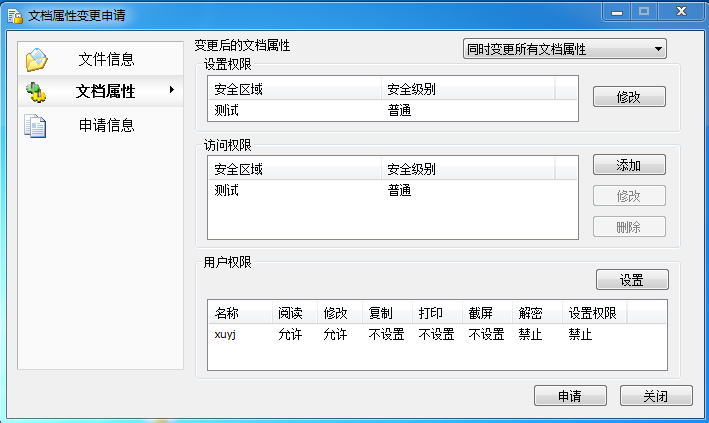 文档属性变更申请
文件信息
文档属性
申请信息
变更后的文档属性
同时变更所有文档属性
设置权限
安全区域 安全级别
测试 普通
修改
访问权限
安全区域 安全级别
测试 普通
添加
修改
删除
用户权限
设置
名称 阅读 修改 复制 打印 截屏 解密 设置权限
xuyj 允许 允许 不设置 不设置 不设置 禁止 禁止
申请 关闭